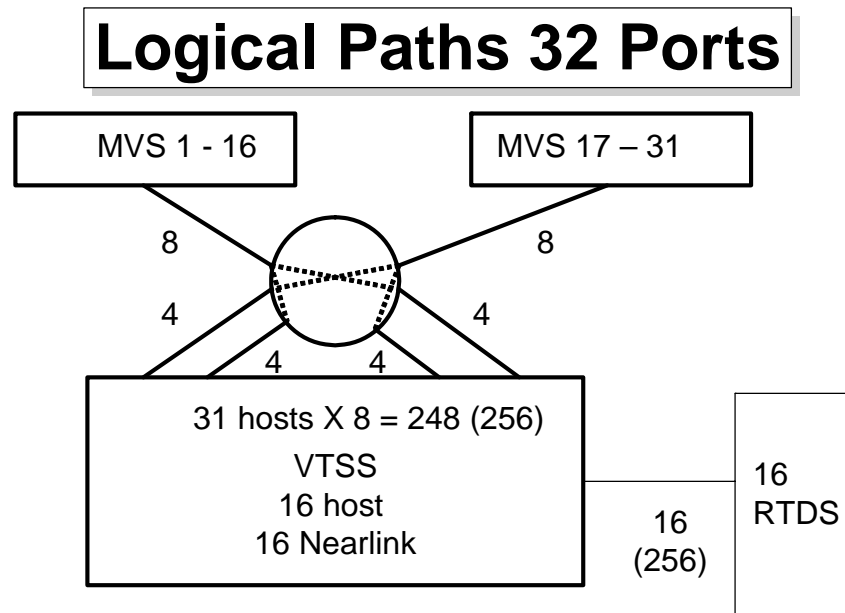 Logical Paths 32 Ports
MVS 1 - 16
MVS 17 – 31
8
8
4
4
4
4
31 hosts X 8 = 248 (256)
VTSS
16 host
16 Nearlink
16
(256)
16
RTDS